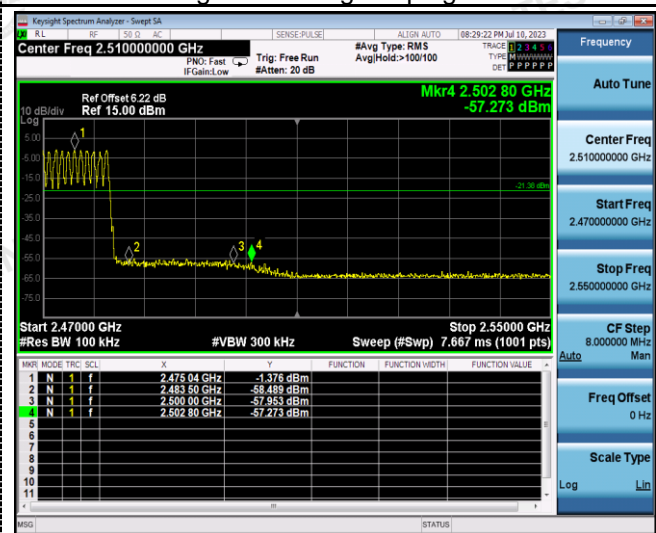 Keysight Spectrum Analyzer - Swept SA
RL RF 50 Ω AC SENSE:PULSE ALIGN AUTO 08:29:22 PM Jul 10, 2023
Center Freq 2.510000000 GHz
PNO: Fast
IFGain:Low
Trig: Free Run
#Atten: 20 dB
#Avg Type: RMS
Avg|Hold:>100/100
TRACE 1 2 3 4 5 6
TYPE M
DET P P P P P P
Ref Offset 6.22 dB
Ref 15.00 dBm
10 dB/div
Log
Mkr4 2.502 80 GHz
-57.273 dBm
5.00
-5.00
-15.0
-25.0
-35.0
-45.0
-55.0
-65.0
-75.0
1
2
3
4
-21.38 dBm
Start 2.47000 GHz Stop 2.55000 GHz
#Res BW 100 kHz #VBW 300 kHz Sweep (#Swp) 7.667 ms (1001 pts)
MKR MODE TRC SCL X Y FUNCTION FUNCTION WIDTH FUNCTION VALUE
1 N 1 f 2.475 04 GHz -1.376 dBm
2 N 1 f 2.483 50 GHz -58.489 dBm
3 N 1 f 2.500 00 GHz -57.953 dBm
4 N 1 f 2.502 80 GHz -57.273 dBm
5
6
7
8
9
10
11
MSG STATUS
Frequency
Auto Tune
Center Freq
2.510000000 GHz
Start Freq
2.470000000 GHz
Stop Freq
2.550000000 GHz
CF Step
8.000000 MHz
Auto Man
Freq Offset
0 Hz
Scale Type
Log Lin